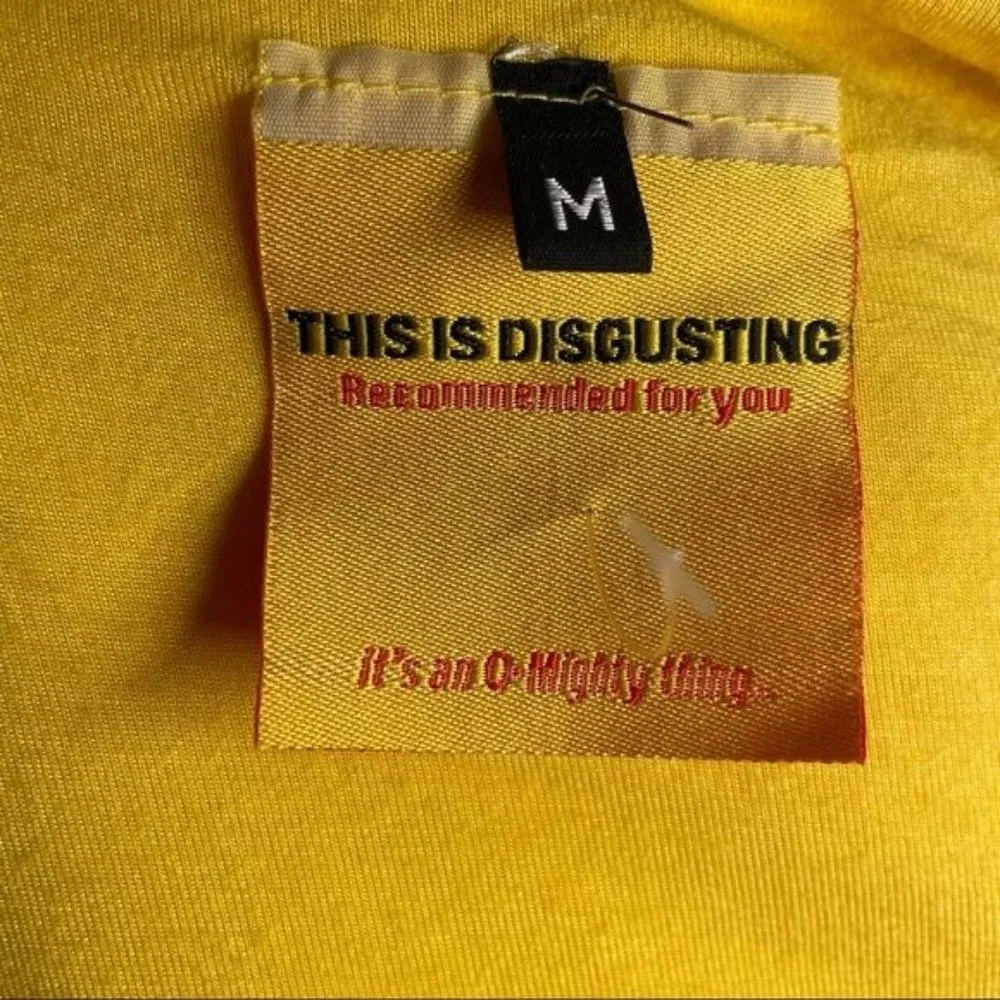 M
THIS IS DISGUSTING
Recommended for you
it's an O-Mighty thing...